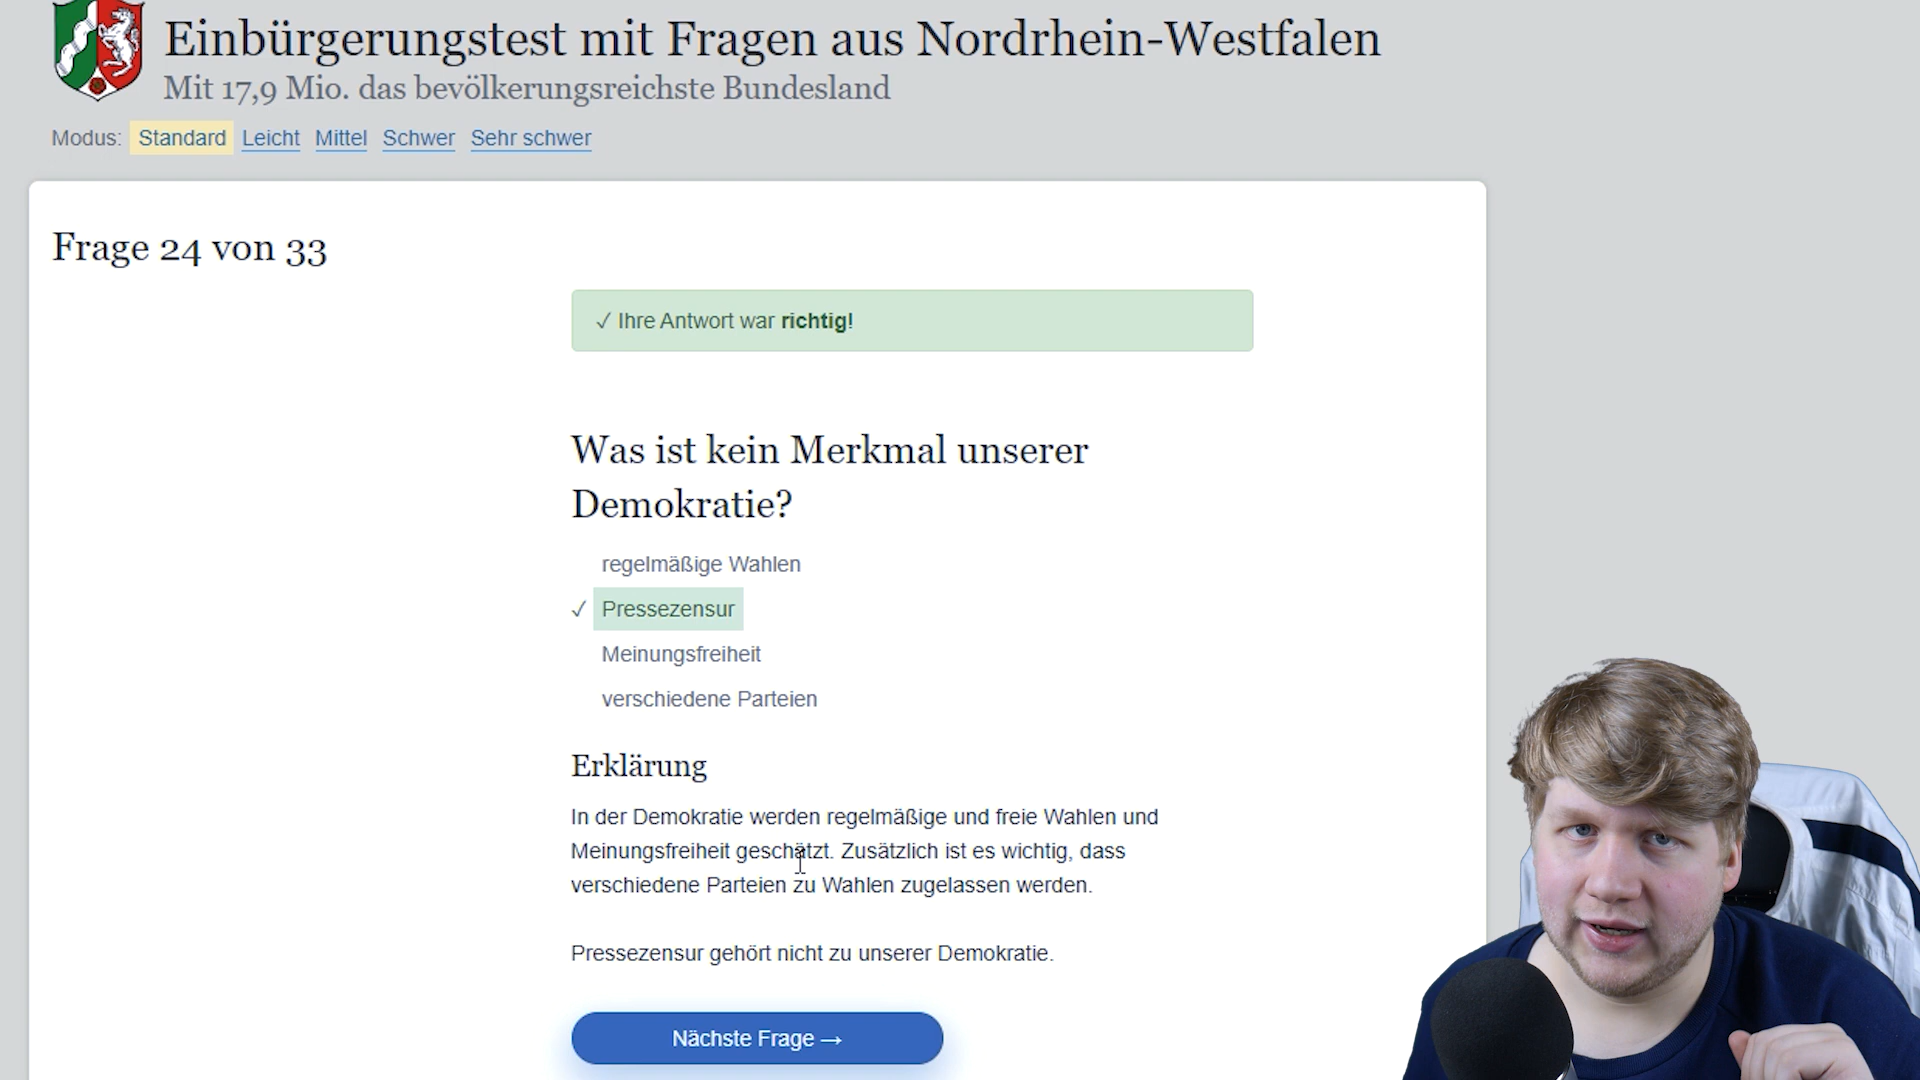 Einbürgerungstest mit Fragen aus Nordrhein-Westfalen
Mit 17,9 Mio. das bevölkerungsreichste Bundesland
Modus: Standard Leicht Mittel Schwer Sehr schwer
Frage 24 von 33
✓ Ihre Antwort war richtig!
Was ist kein Merkmal unserer
Demokratie?
regelmäßige Wahlen
✓ Pressezensur
Meinungsfreiheit
verschiedene Parteien
Erklärung
In der Demokratie werden regelmäßige und freie Wahlen und
Meinungsfreiheit geschätzt. Zusätzlich ist es wichtig, dass
verschiedene Parteien zu Wahlen zugelassen werden.
Pressezensur gehört nicht zu unserer Demokratie.
Nächste Frage →